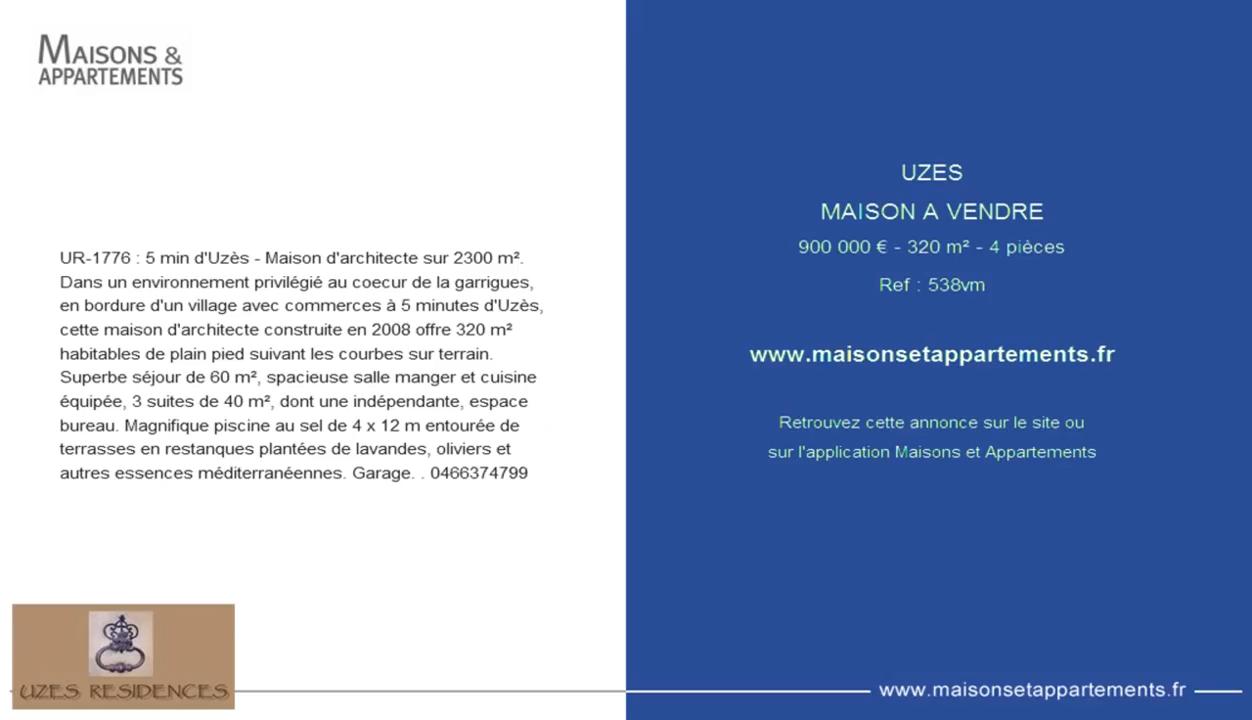 MAISONS &
APPARTEMENTS
UR-1776 : 5 min d'Uzès - Maison d'architecte sur 2300 m².
Dans un environnement privilégié au coecur de la garrigues,
en bordure d'un village avec commerces à 5 minutes d'Uzès,
cette maison d'architecte construite en 2008 offre 320 m²
habitables de plain pied suivant les courbes sur terrain.
Superbe séjour de 60 m², spacieuse salle manger et cuisine
équipée, 3 suites de 40 m², dont une indépendante, espace
bureau. Magnifique piscine au sel de 4 x 12 m entourée de
terrasses en restanques plantées de lavandes, oliviers et
autres essences méditerranéennes. Garage. . 0466374799
UZES RESIDENCES
UZES
MAISON A VENDRE
900 000 € - 320 m² - 4 pièces
Ref : 538vm
www.maisonsetappartements.fr
Retrouvez cette annonce sur le site ou
sur l'application Maisons et Appartements
www.maisonsetappartements.fr